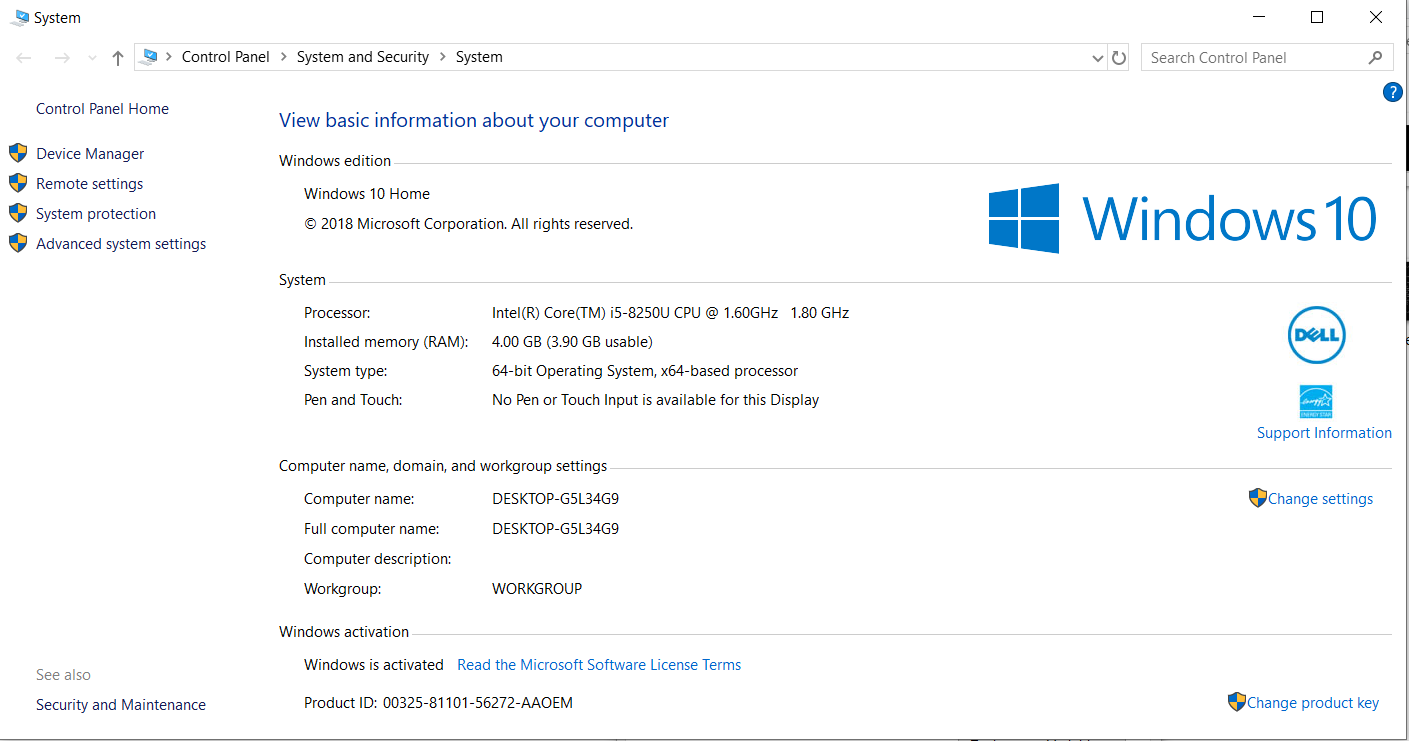 System
Control Panel > System and Security > System
Search Control Panel
?
Control Panel Home
Device Manager
Remote settings
System protection
Advanced system settings
View basic information about your computer
Windows edition
Windows 10 Home
© 2018 Microsoft Corporation. All rights reserved.
Windows 10
System
Processor: Intel(R) Core(TM) i5-8250U CPU @ 1.60GHz 1.80 GHz
Installed memory (RAM): 4.00 GB (3.90 GB usable)
System type: 64-bit Operating System, x64-based processor
Pen and Touch: No Pen or Touch Input is available for this Display
DELL
energy
ENERGY STAR
Support Information
Computer name, domain, and workgroup settings
Computer name: DESKTOP-G5L34G9
Change settings
Full computer name: DESKTOP-G5L34G9
Computer description:
Workgroup: WORKGROUP
Windows activation
Windows is activated Read the Microsoft Software License Terms
Product ID: 00325-81101-56272-AAOEM
Change product key
See also
Security and Maintenance